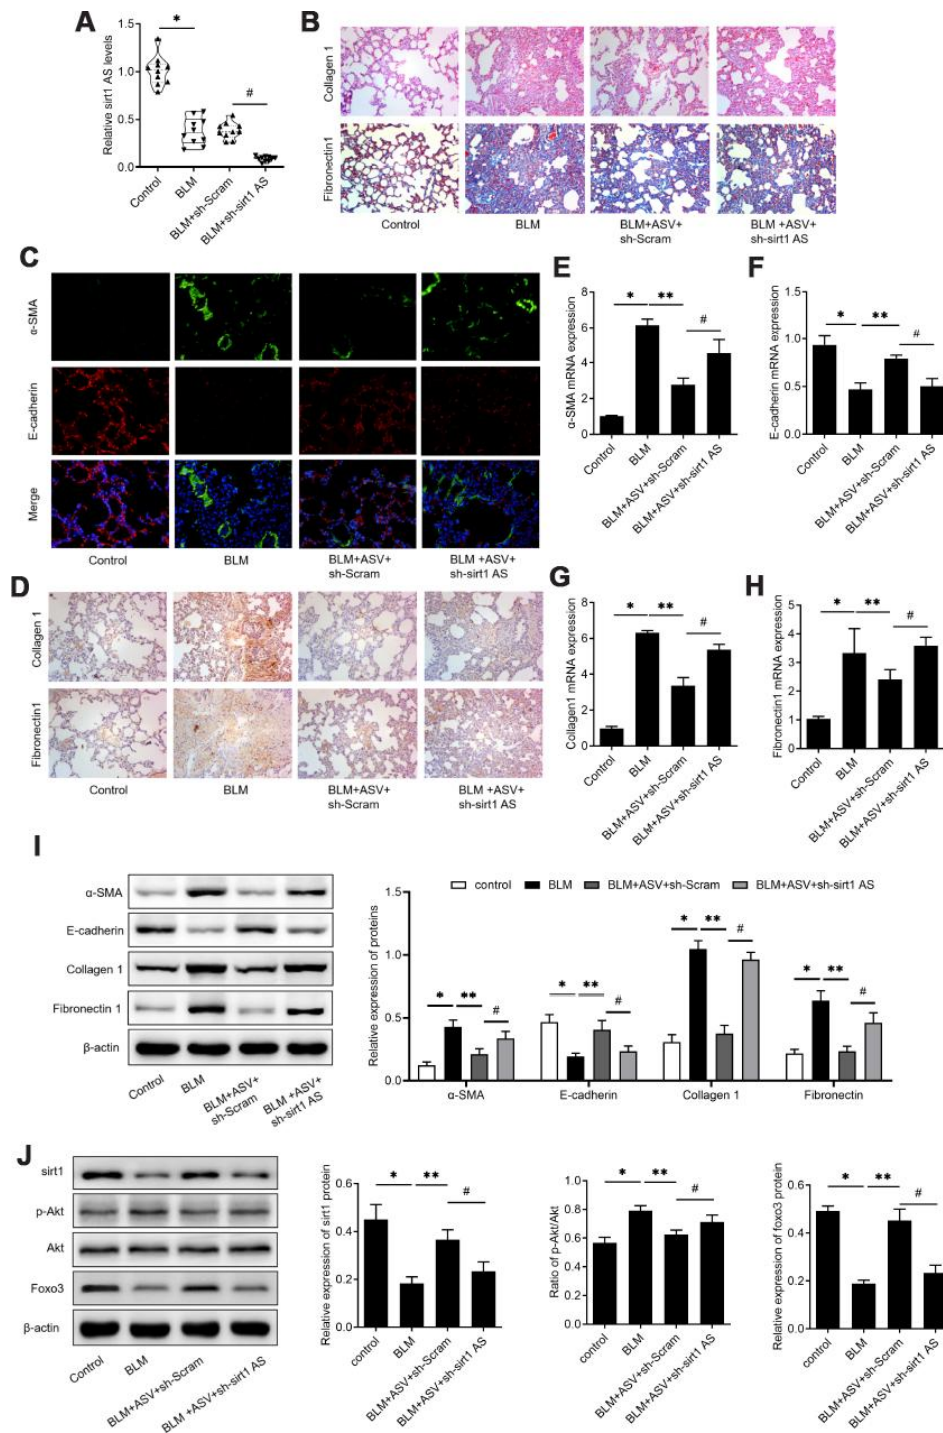 A
Relative sirt1 AS levels
1.5
1.0
0.5
0.0
*
#
Control
BLM
BLM+sh-Scram
BLM+sh-sirt1 AS
B
Collagen 1
Fibronectin1
Control
BLM
BLM+ASV+
sh-Scram
BLM +ASV+
sh-sirt1 AS
C
α-SMA
E-cadherin
Merge
Control
BLM
BLM+ASV+
sh-Scram
BLM +ASV+
sh-sirt1 AS
D
Collagen 1
Fibronectin1
Control
BLM
BLM+ASV+
sh-Scram
BLM +ASV+
sh-sirt1 AS
E
α-SMA mRNA expression
8
6
4
2
0
* ** #
Control
BLM
BLM+ASV+sh-Scram
BLM+ASV+sh-sirt1 AS
F
E-cadherin mRNA expression
1.5
1.0
0.5
0.0
* ** #
Control
BLM
BLM+ASV+sh-Scram
BLM+ASV+sh-sirt1 AS
G
Collagen1 mRNA expression
8
6
4
2
0
* ** #
Control
BLM
BLM+ASV+sh-Scram
BLM+ASV+sh-sirt1 AS
H
Fibronectin1 mRNA expression
5
4
3
2
1
0
* ** #
Control
BLM
BLM+ASV+sh-Scram
BLM+ASV+sh-sirt1 AS
I
α-SMA
E-cadherin
Collagen 1
Fibronectin 1
β-actin
Control
BLM
BLM+ASV+
sh-Scram
BLM +ASV+
sh-sirt1 AS
control BLM BLM+ASV+sh-Scram BLM+ASV+sh-sirt1 AS
Relative expression of proteins
1.5
1.0
0.5
0.0
* ** #
* ** #
* ** #
* ** #
α-SMA E-cadherin Collagen 1 Fibronectin
J
sirt1
p-Akt
Akt
Foxo3
β-actin
Control
BLM
BLM+ASV+sh-Scram
BLM +ASV+sh-sirt1 AS
Relative expression of sirt1 protein
0.6
0.4
0.2
0.0
* ** #
control
BLM
BLM+ASV+sh-Scram
BLM+ASV+sh-sirt1 AS
Ratio of p-Akt/Akt
1.0
0.8
0.6
0.4
0.2
0.0
* ** #
control
BLM
BLM+ASV+sh-Scram
BLM+ASV+sh-sirt1 AS
Relative expression of foxo3 protein
0.6
0.4
0.2
0.0
* ** #
control
BLM
BLM+ASV+sh-Scram
BLM+ASV+sh-sirt1 AS